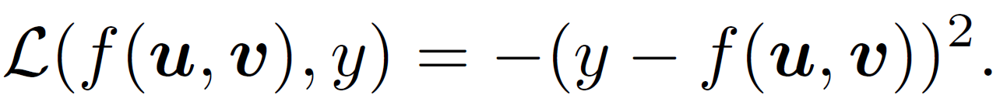 𝓛(f(𝒖, 𝒗), y) = −(y − f(𝒖, 𝒗))².